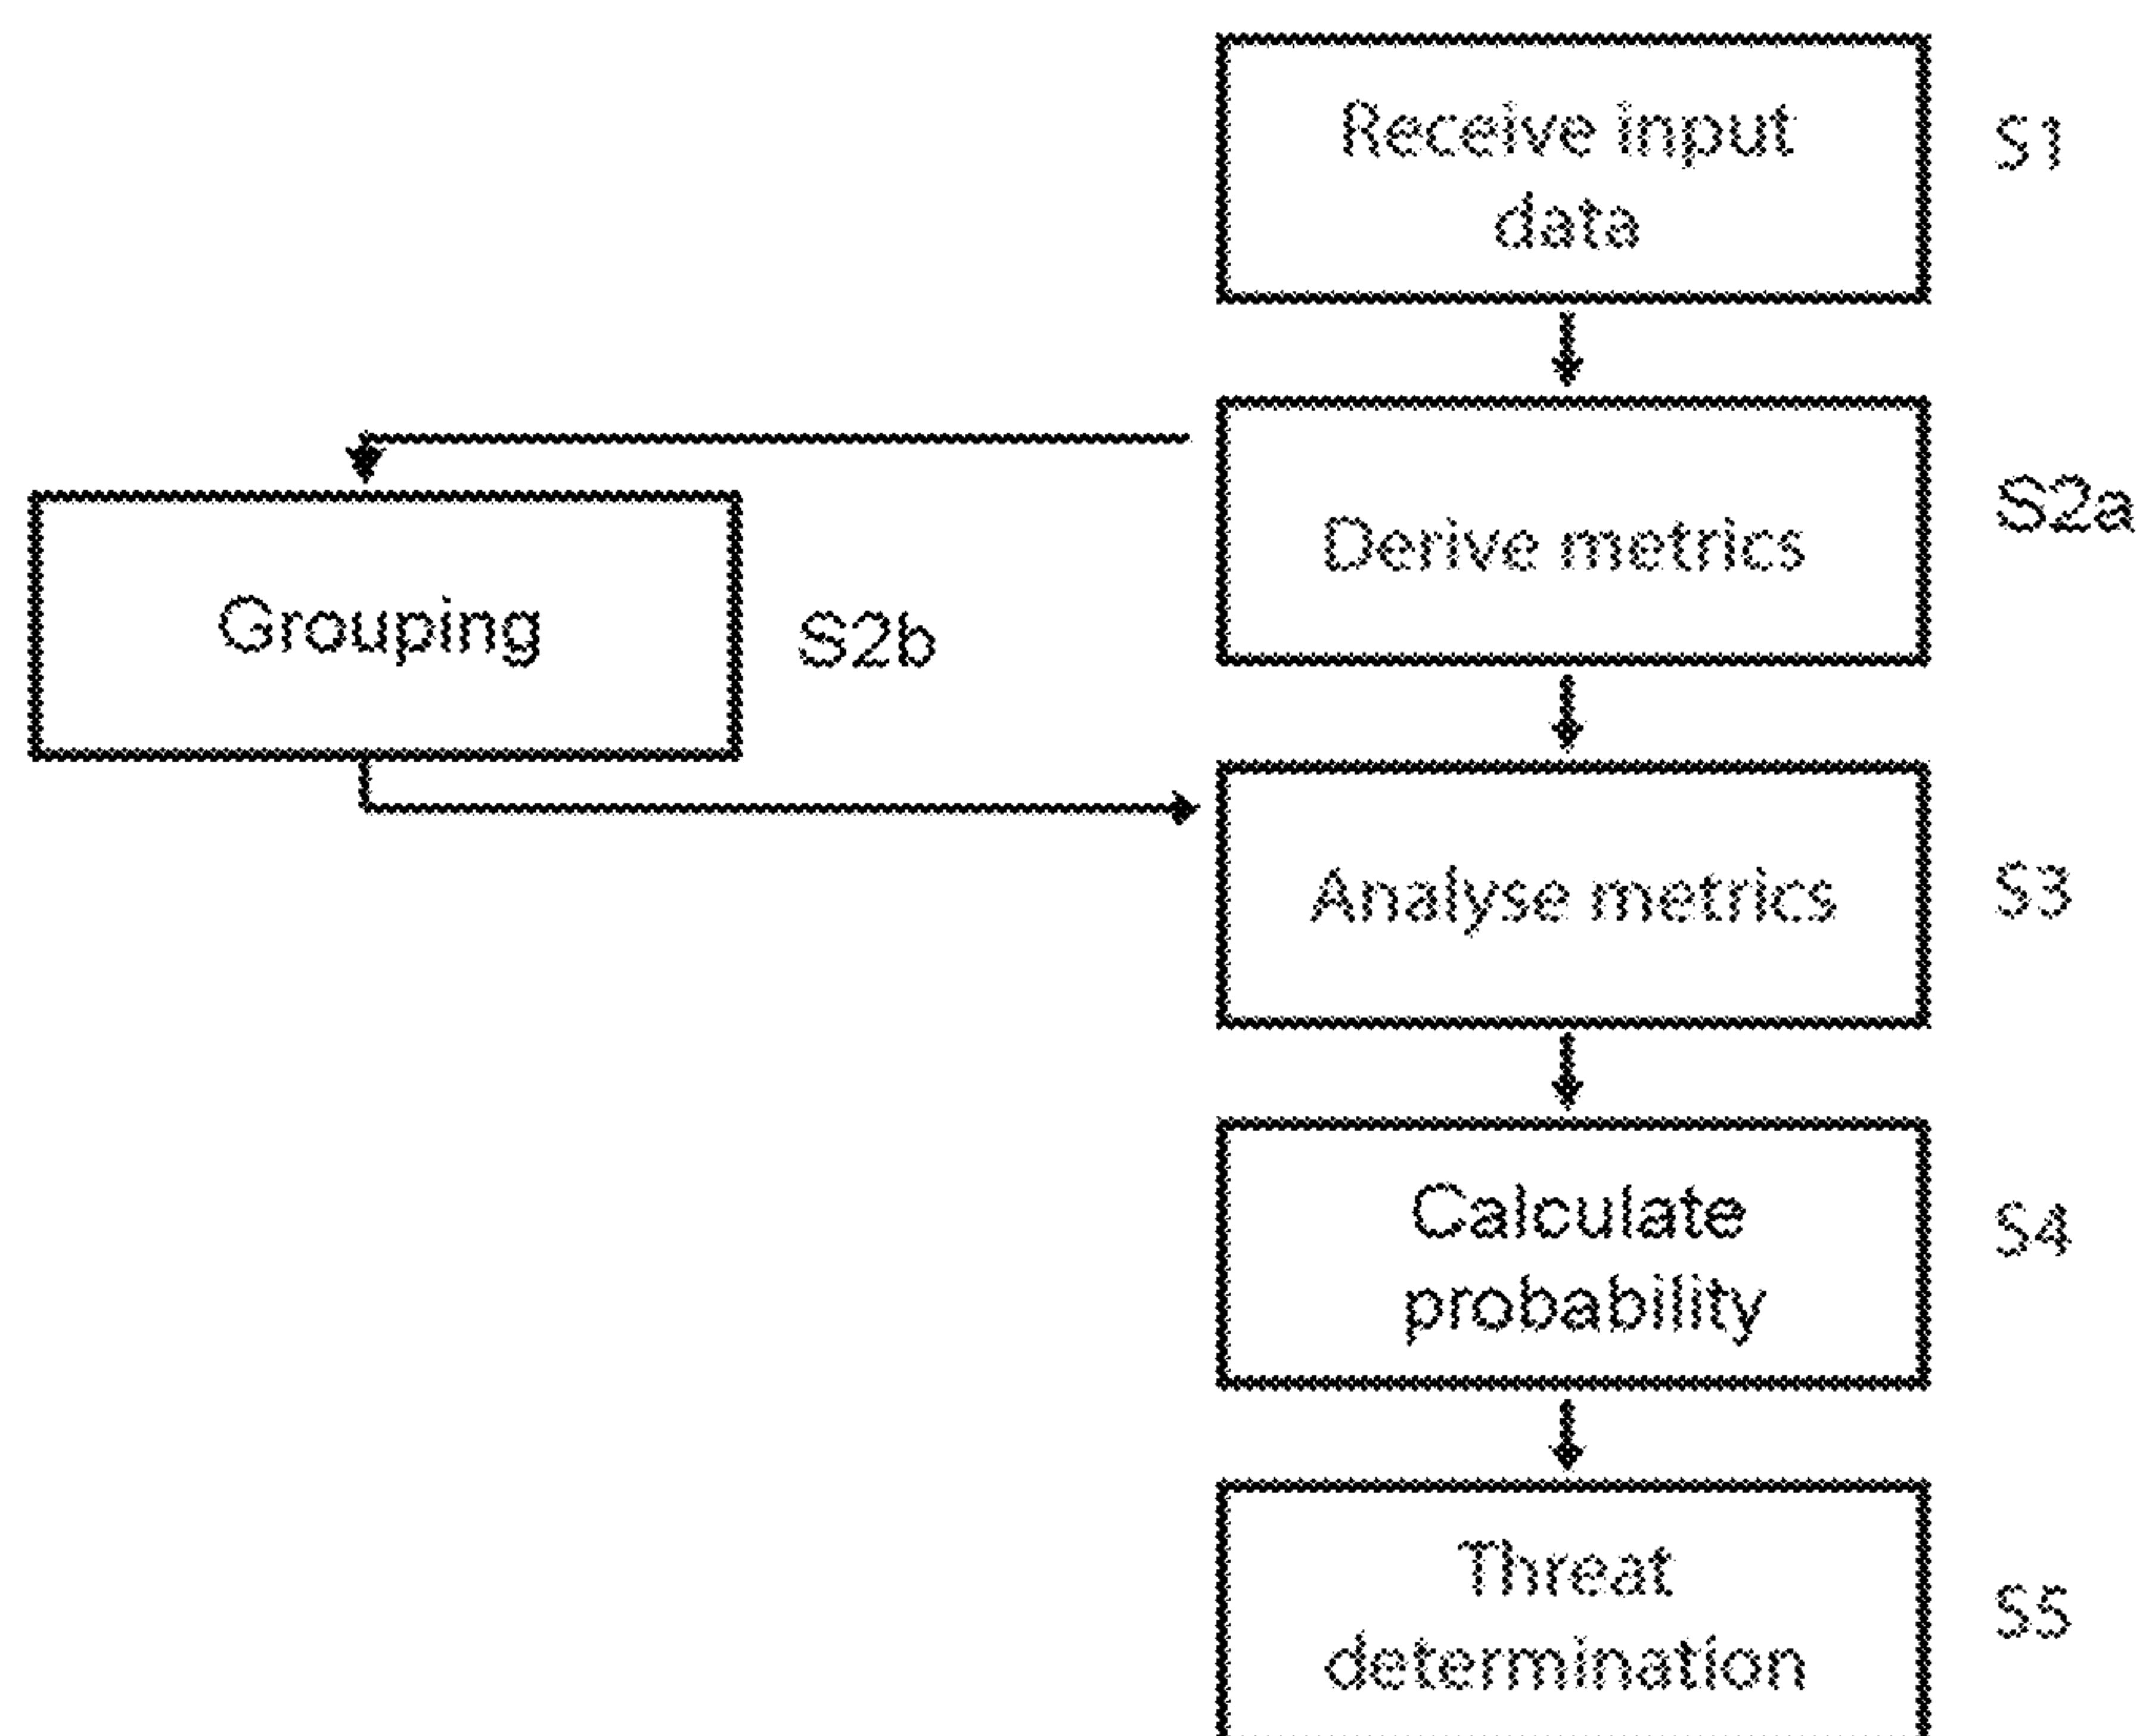 Receive input
data
S1
Derive metrics
S2a
Grouping
S2b
Analyse metrics
S3
Calculate
probability
S4
Threat
determination
S5